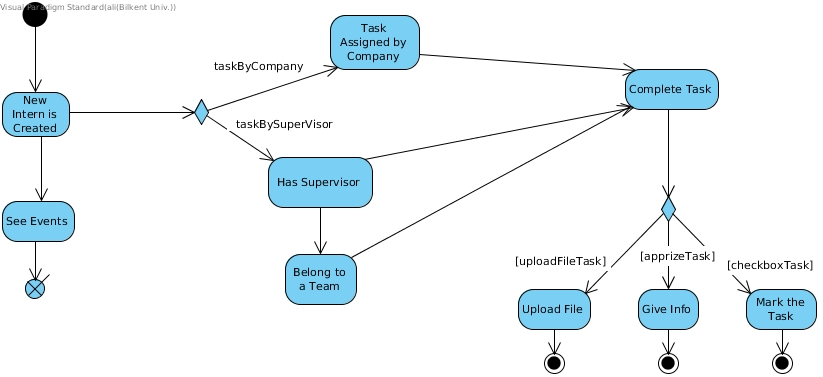 Visual Paradigm Standard(ali(Bilkent Univ.))
Task
Assigned by
Company
taskByCompany
Complete Task
New
Intern is
Created
taskBySuperVisor
Has Supervisor
See Events
Belong to
a Team
[uploadFileTask]
[apprizeTask]
[checkboxTask]
Upload File
Give Info
Mark the
Task